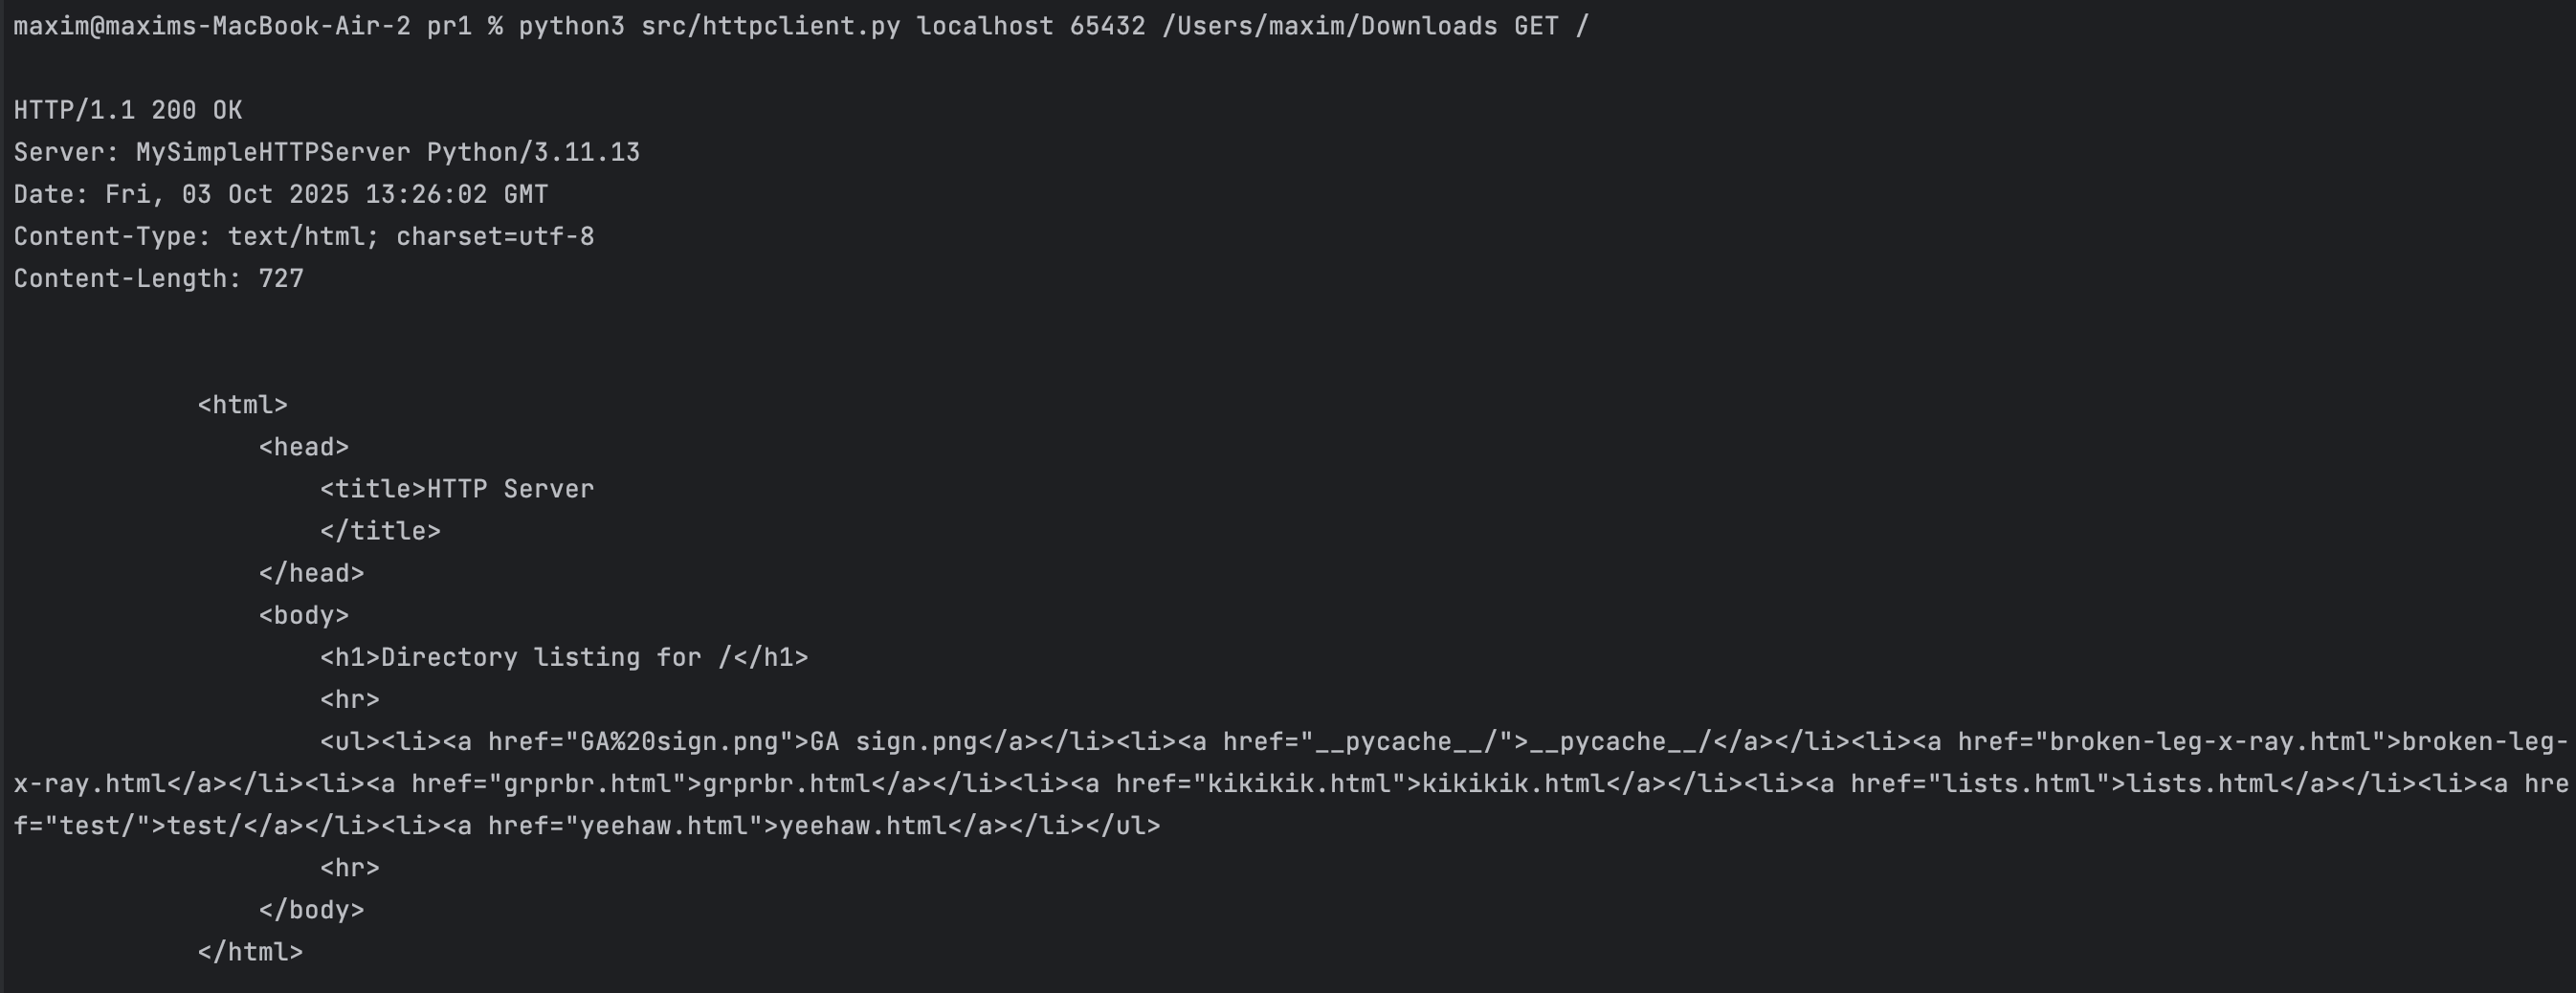 maxim@maxims-MacBook-Air-2 pr1 % python3 src/httpclient.py localhost 65432 /Users/maxim/Downloads GET /
HTTP/1.1 200 OK
Server: MySimpleHTTPServer Python/3.11.13
Date: Fri, 03 Oct 2025 13:26:02 GMT
Content-Type: text/html; charset=utf-8
Content-Length: 727
<html>
<head>
<title>HTTP Server
</title>
</head>
<body>
<h1>Directory listing for /</h1>
<hr>
<ul><li><a href="GA%20sign.png">GA sign.png</a></li><li><a href="__pycache__/">__pycache__/</a></li><li><a href="broken-leg-x-ray.html">broken-leg-
x-ray.html</a></li><li><a href="grprbr.html">grprbr.html</a></li><li><a href="kikikik.html">kikikik.html</a></li><li><a href="lists.html">lists.html</a></li><li><a hre
f="test/">test/</a></li><li><a href="yeehaw.html">yeehaw.html</a></li></ul>
<hr>
</body>
</html>